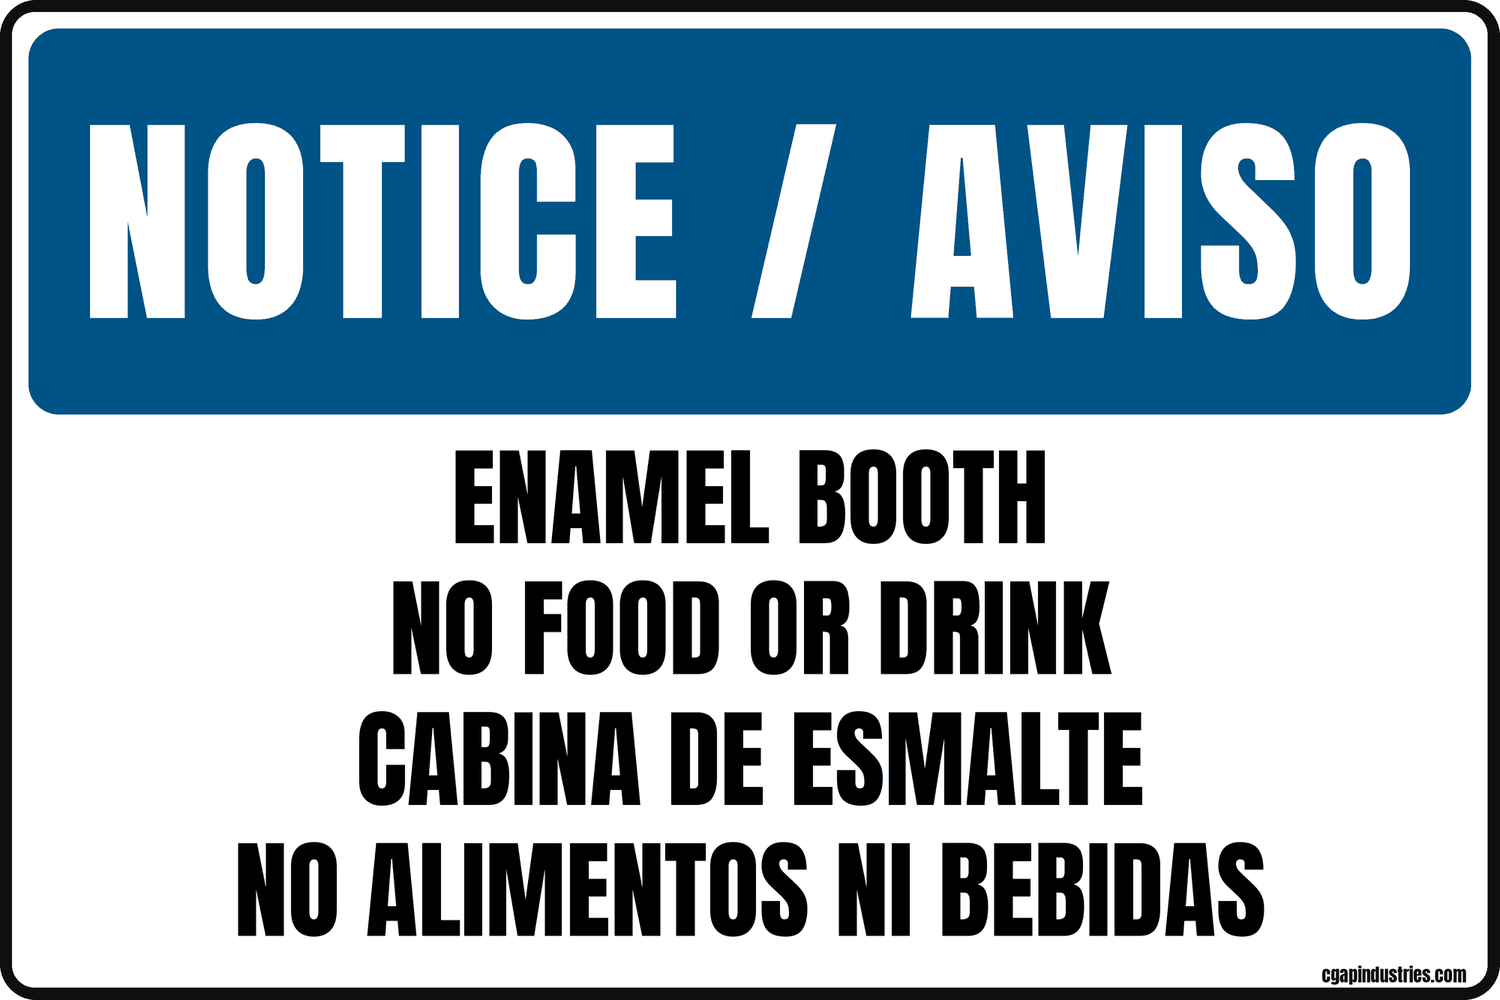 NOTICE / AVISO
ENAMEL BOOTH
NO FOOD OR DRINK
CABINA DE ESMALTE
NO ALIMENTOS NI BEBIDAS
cgapindustries.com